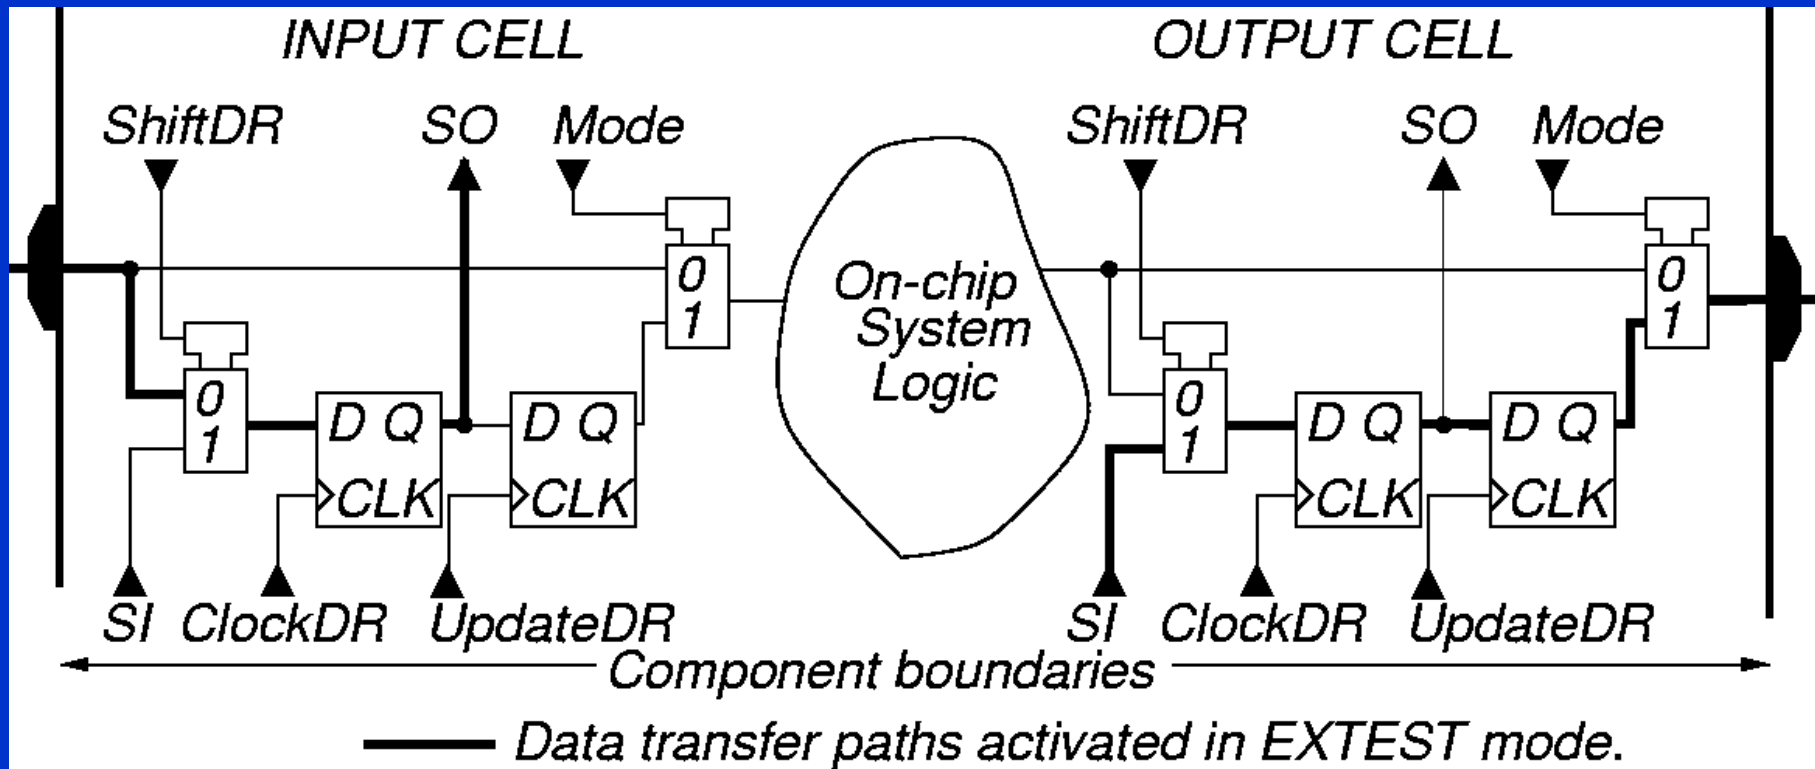 INPUT CELL
OUTPUT CELL
ShiftDR
SO
Mode
ShiftDR
SO
Mode
0
1
On-chip
System
Logic
0
1
0
1
D Q
CLK
D Q
CLK
0
1
D Q
CLK
D Q
CLK
SI
ClockDR
UpdateDR
SI
ClockDR
UpdateDR
Component boundaries
Data transfer paths activated in EXTEST mode.